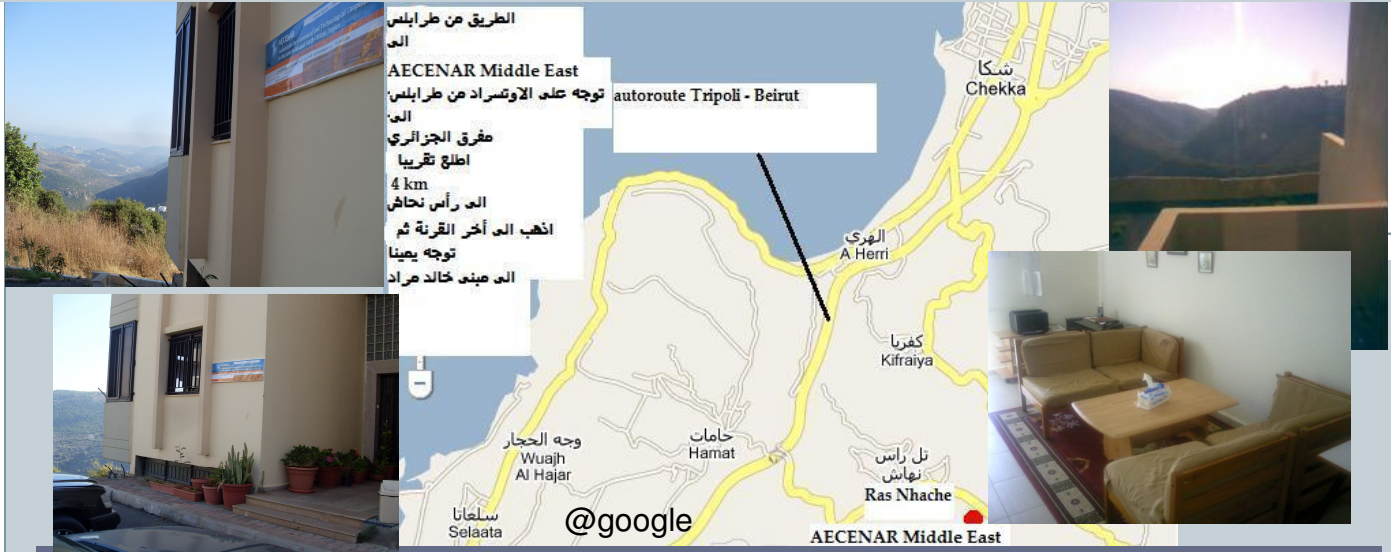 الطريق من طرابلس
الى
AECENAR Middle East
توجه على الاوتسراد من طرابلس
الى
مفرق الجزائري
اطلع تقريبا
4 km
الى رأس نحاش
اذهب الى أخر القرنة ثم
توجه يمينا
الى مبنى خالد مراد
autoroute Tripoli - Beirut
شكا
Chekka
الهري
A Herri
كفريا
Kifraiya
وجه الحجار
Wuajh
Al Hajar
حامات
Hamat
تل راس
نهاش
Ras Nhache
سلعاتا
Selaata
@google
AECENAR Middle East
AECENAR